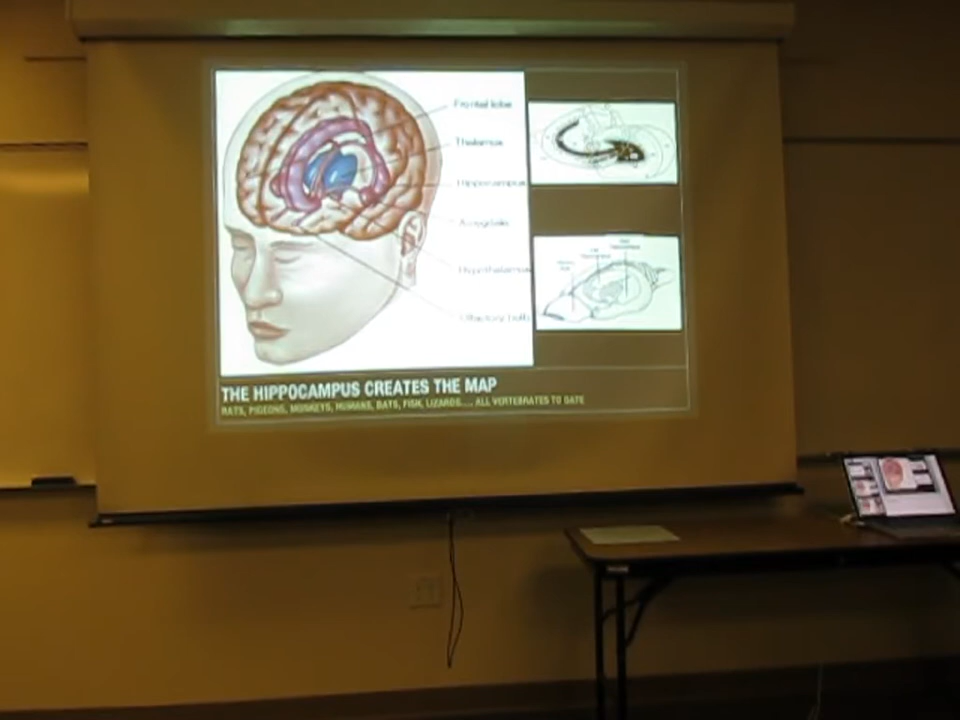 Frontal lobe
Thalamus
Hippocampus
Amygdala
Hypothalamus
Olfactory bulb
THE HIPPOCAMPUS CREATES THE MAP
RATS, PIGEONS, MONKEYS, HUMANS, BATS, FISH, LIZARDS.... ALL VERTEBRATES TO DATE